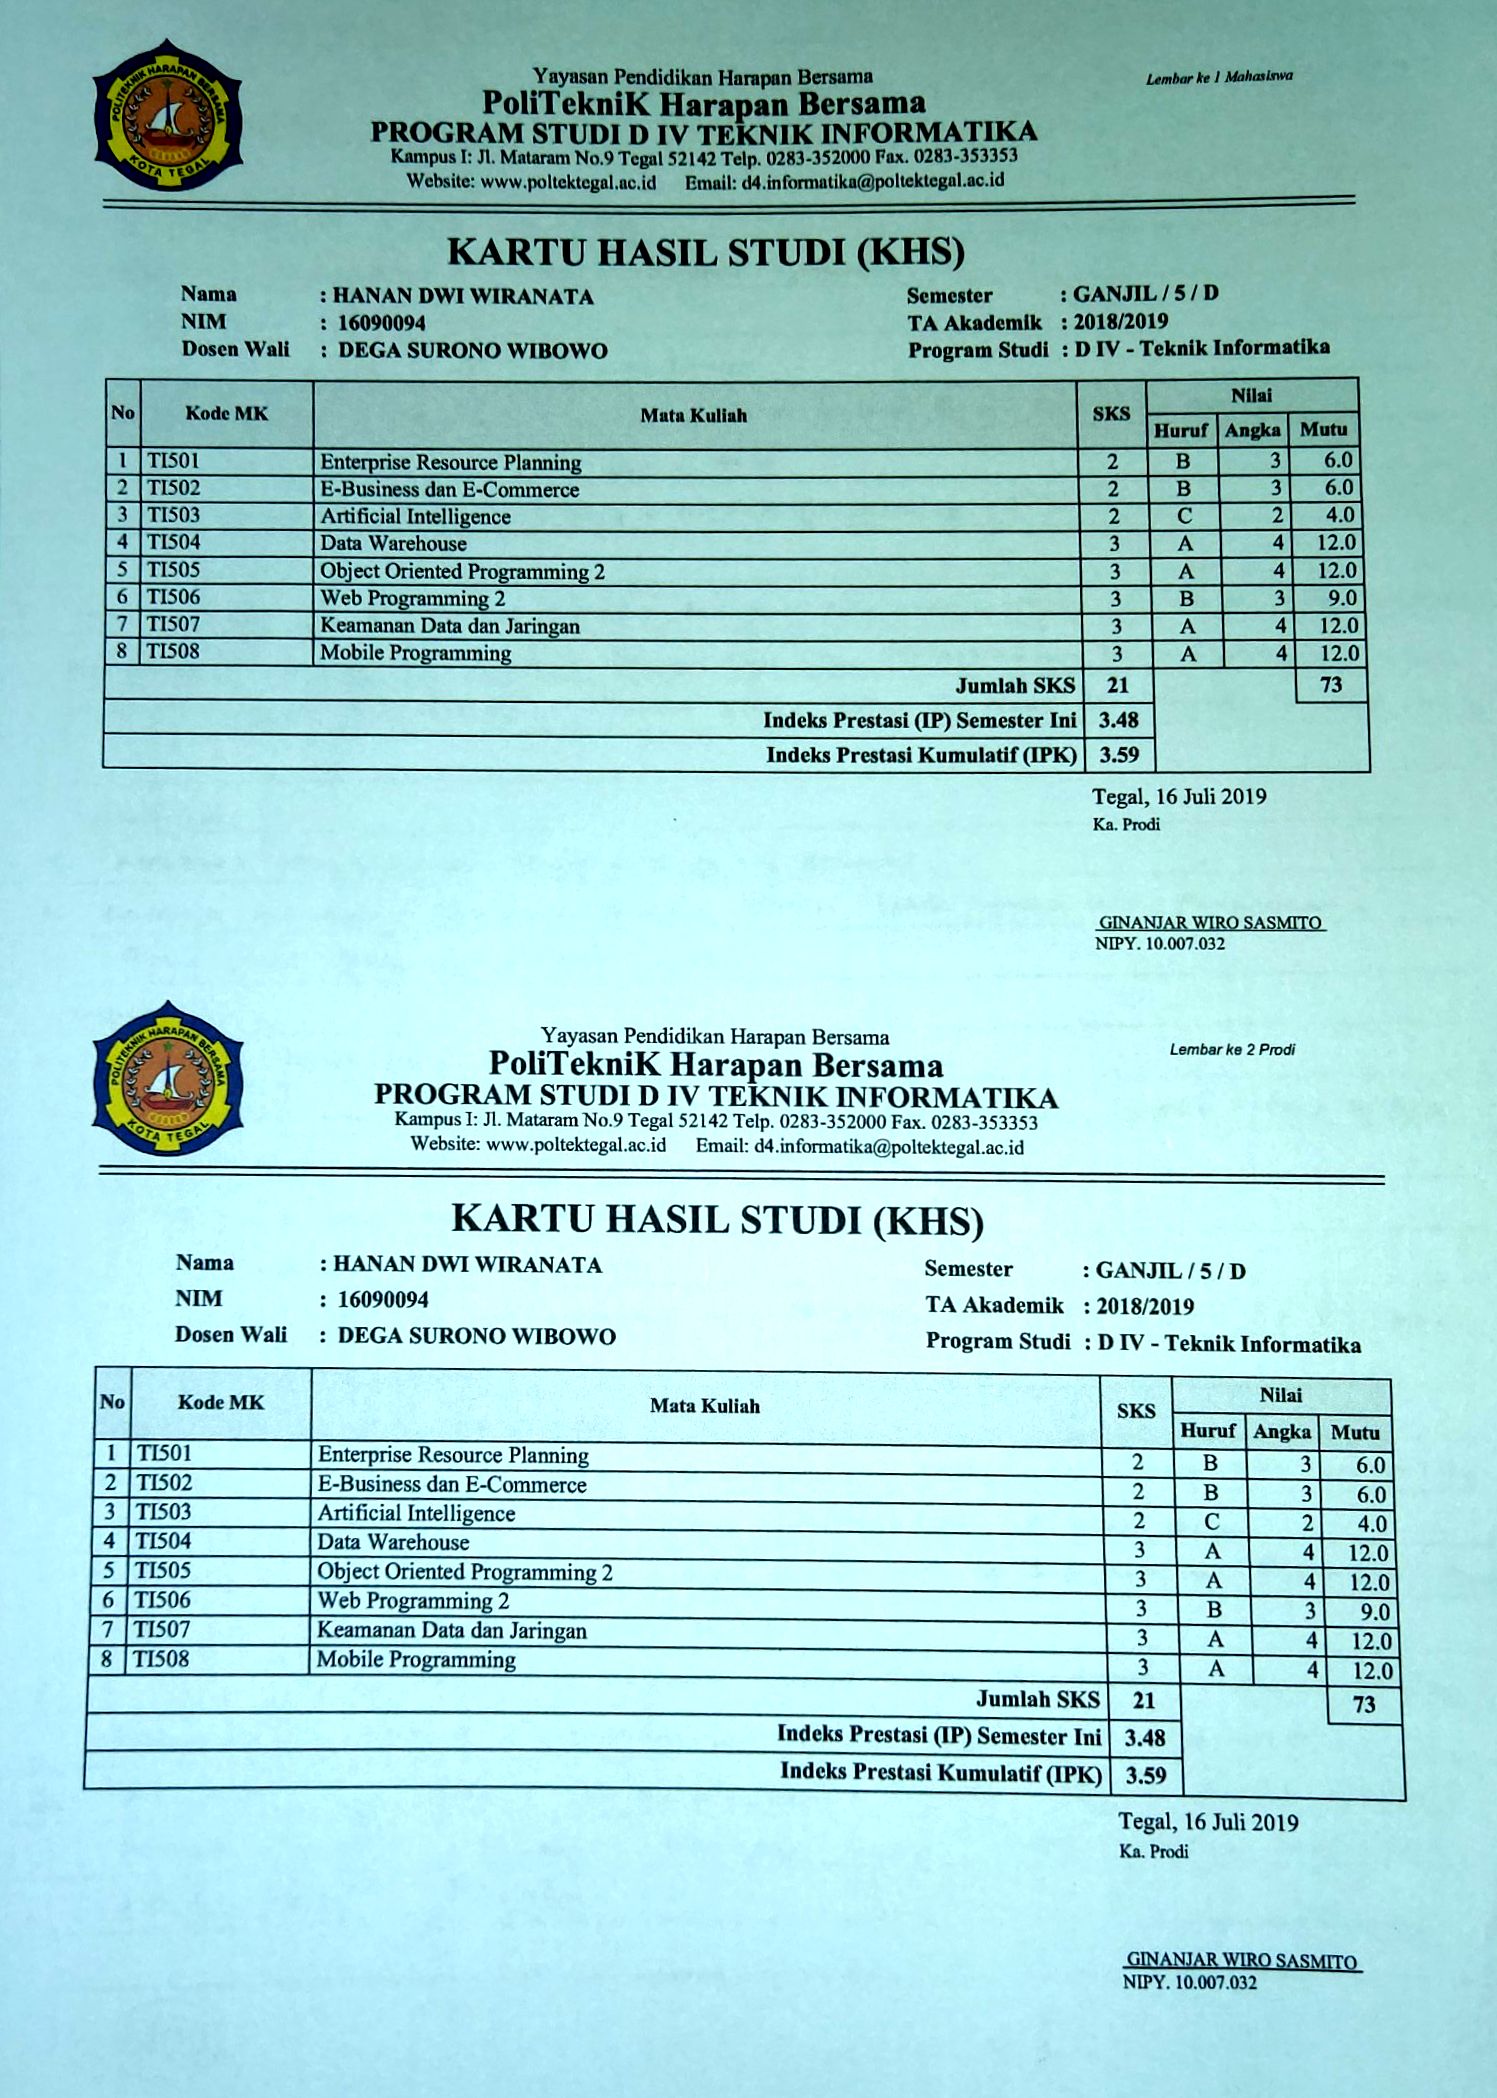 POLITEKNIK HARAPAN BERSAMA
KOTA TEGAL
Yayasan Pendidikan Harapan Bersama
Lembar ke 1 Mahasiswa
PoliTekniK Harapan Bersama
PROGRAM STUDI D IV TEKNIK INFORMATIKA
Kampus I: Jl. Mataram No.9 Tegal 52142 Telp. 0283-352000 Fax. 0283-353353
Website: www.poltektegal.ac.id Email: d4.informatika@poltektegal.ac.id
KARTU HASIL STUDI (KHS)
Nama : HANAN DWI WIRANATA Semester : GANJIL / 5 / D
NIM : 16090094 TA Akademik : 2018/2019
Dosen Wali : DEGA SURONO WIBOWO Program Studi : D IV - Teknik Informatika
No Kode MK Mata Kuliah SKS Nilai
Huruf Angka Mutu
1 TI501 Enterprise Resource Planning 2 B 3 6.0
2 TI502 E-Business dan E-Commerce 2 B 3 6.0
3 TI503 Artificial Intelligence 2 C 2 4.0
4 TI504 Data Warehouse 3 A 4 12.0
5 TI505 Object Oriented Programming 2 3 A 4 12.0
6 TI506 Web Programming 2 3 B 3 9.0
7 TI507 Keamanan Data dan Jaringan 3 A 4 12.0
8 TI508 Mobile Programming 3 A 4 12.0
Jumlah SKS 21 73
Indeks Prestasi (IP) Semester Ini 3.48
Indeks Prestasi Kumulatif (IPK) 3.59
Tegal, 16 Juli 2019
Ka. Prodi
GINANJAR WIRO SASMITO
NIPY. 10.007.032
POLITEKNIK HARAPAN BERSAMA
KOTA TEGAL
Yayasan Pendidikan Harapan Bersama
Lembar ke 2 Prodi
PoliTekniK Harapan Bersama
PROGRAM STUDI D IV TEKNIK INFORMATIKA
Kampus I: Jl. Mataram No.9 Tegal 52142 Telp. 0283-352000 Fax. 0283-353353
Website: www.poltektegal.ac.id Email: d4.informatika@poltektegal.ac.id
KARTU HASIL STUDI (KHS)
Nama : HANAN DWI WIRANATA Semester : GANJIL / 5 / D
NIM : 16090094 TA Akademik : 2018/2019
Dosen Wali : DEGA SURONO WIBOWO Program Studi : D IV - Teknik Informatika
No Kode MK Mata Kuliah SKS Nilai
Huruf Angka Mutu
1 TI501 Enterprise Resource Planning 2 B 3 6.0
2 TI502 E-Business dan E-Commerce 2 B 3 6.0
3 TI503 Artificial Intelligence 2 C 2 4.0
4 TI504 Data Warehouse 3 A 4 12.0
5 TI505 Object Oriented Programming 2 3 A 4 12.0
6 TI506 Web Programming 2 3 B 3 9.0
7 TI507 Keamanan Data dan Jaringan 3 A 4 12.0
8 TI508 Mobile Programming 3 A 4 12.0
Jumlah SKS 21 73
Indeks Prestasi (IP) Semester Ini 3.48
Indeks Prestasi Kumulatif (IPK) 3.59
Tegal, 16 Juli 2019
Ka. Prodi
GINANJAR WIRO SASMITO
NIPY. 10.007.032